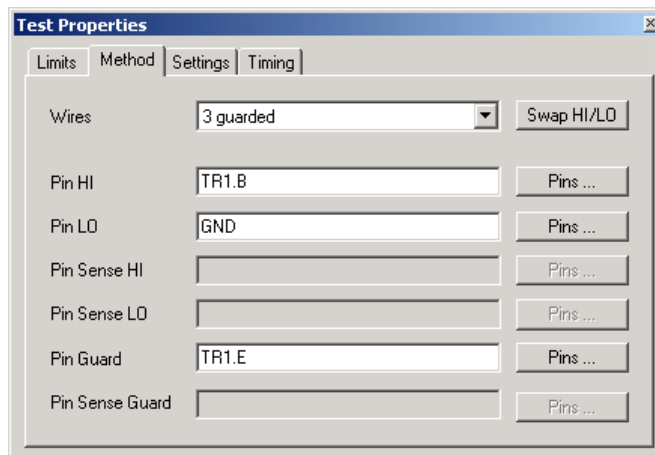 Test Properties
Limits Method Settings Timing
Wires 3 guarded Swap HI/LO
Pin HI TR1.B Pins ...
Pin LO GND Pins ...
Pin Sense HI Pins ...
Pin Sense LO Pins ...
Pin Guard TR1.E Pins ...
Pin Sense Guard Pins ...